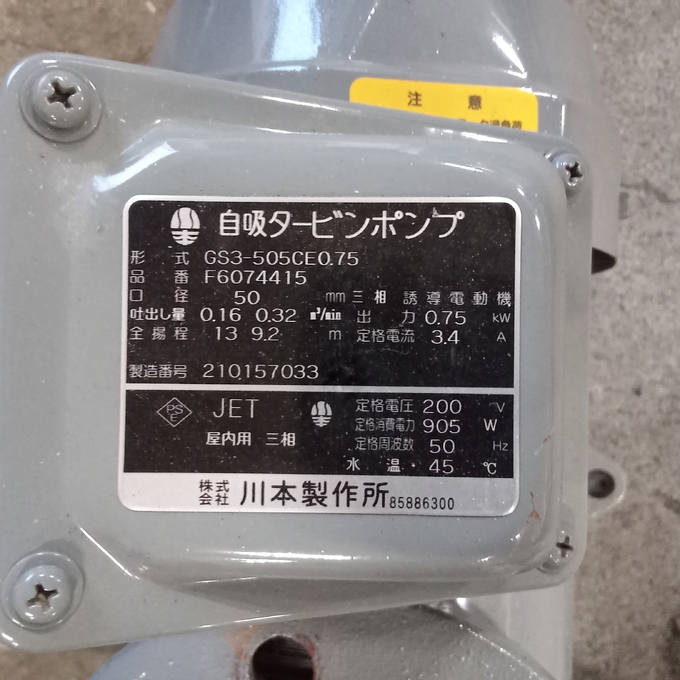 注意
過負荷
自吸タービンポンプ
形式 GS3-505CE0.75
品番 F6074415
口径 50 mm 三相誘導電動機
吐出し量 0.16 0.32 m³/min 出力 0.75 kW
全揚程 13 9.2 m 定格電流 3.4 A
製造番号 210157033
PSE JET 定格電圧 200 V
定格消費電力 905 W
屋内用 三相 定格周波数 50 Hz
水温・45 ℃
株式会社 川本製作所 85886300